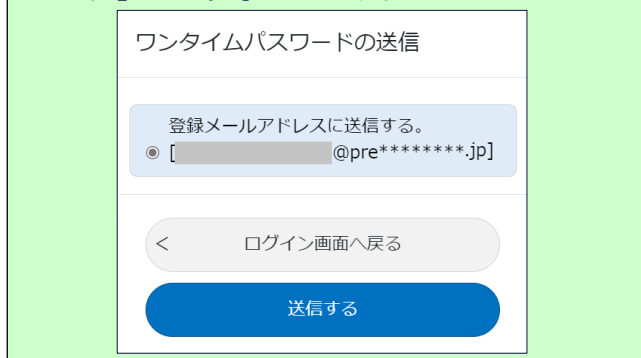 ワンタイムパスワードの送信
登録メールアドレスに送信する。
[ @pre********.jp]
< ログイン画面へ戻る
送信する